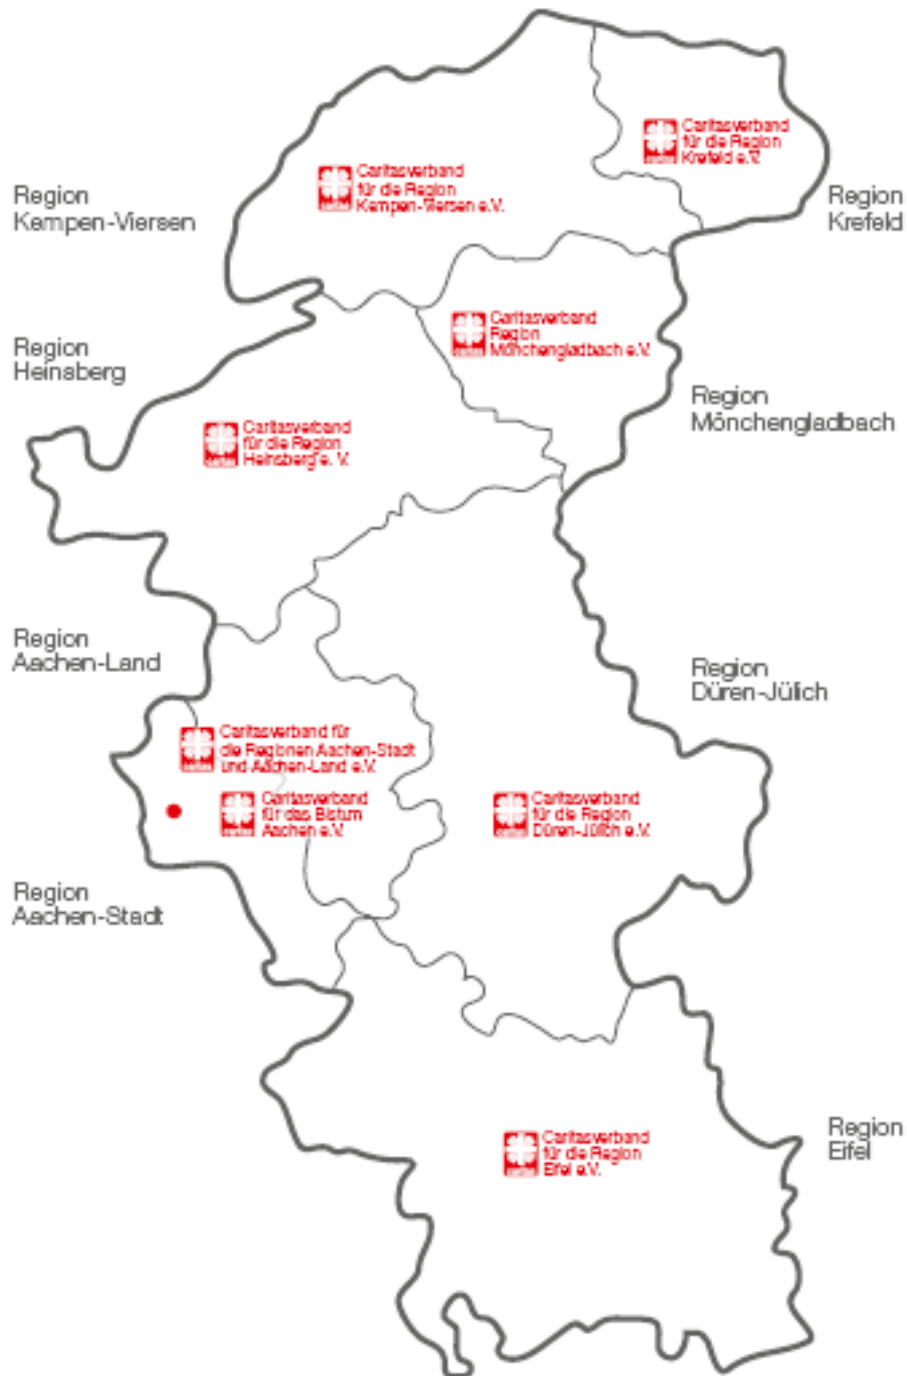 Caritasverband
für die Region
Krefeld e.V.
Caritasverband
für die Region
Kempen-Viersen e.V.
Region
Kempen-Viersen
Region
Krefeld
Caritasverband
Region
Mönchengladbach e.V.
Region
Heinsberg
Region
Mönchengladbach
Caritasverband
für die Region
Heinsberg e. V.
Region
Aachen-Land
Region
Düren-Jülich
Caritasverband für
die Regionen Aachen-Stadt
und Aachen-Land e.V.
Caritasverband
für das Bistum
Aachen e.V.
Caritasverband
für die Region
Düren-Jülich e.V.
Region
Aachen-Stadt
Caritasverband
für die Region
Eifel e.V.
Region
Eifel